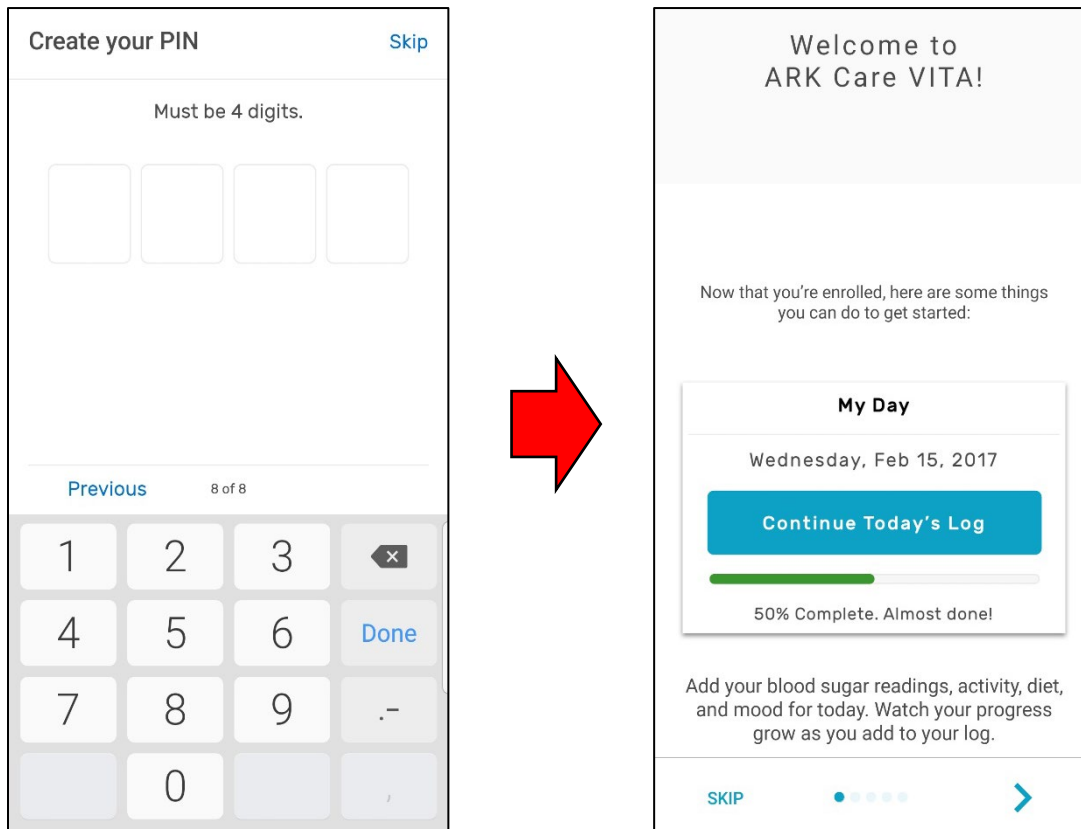 Create your PIN
Skip
Must be 4 digits.
Previous
8 of 8
1
2
3
4
5
6
Done
7
8
9
.-
0
,
Welcome to
ARK Care VITA!
Now that you're enrolled, here are some things
you can do to get started:
My Day
Wednesday, Feb 15, 2017
Continue Today's Log
50% Complete. Almost done!
Add your blood sugar readings, activity, diet,
and mood for today. Watch your progress
grow as you add to your log.
SKIP